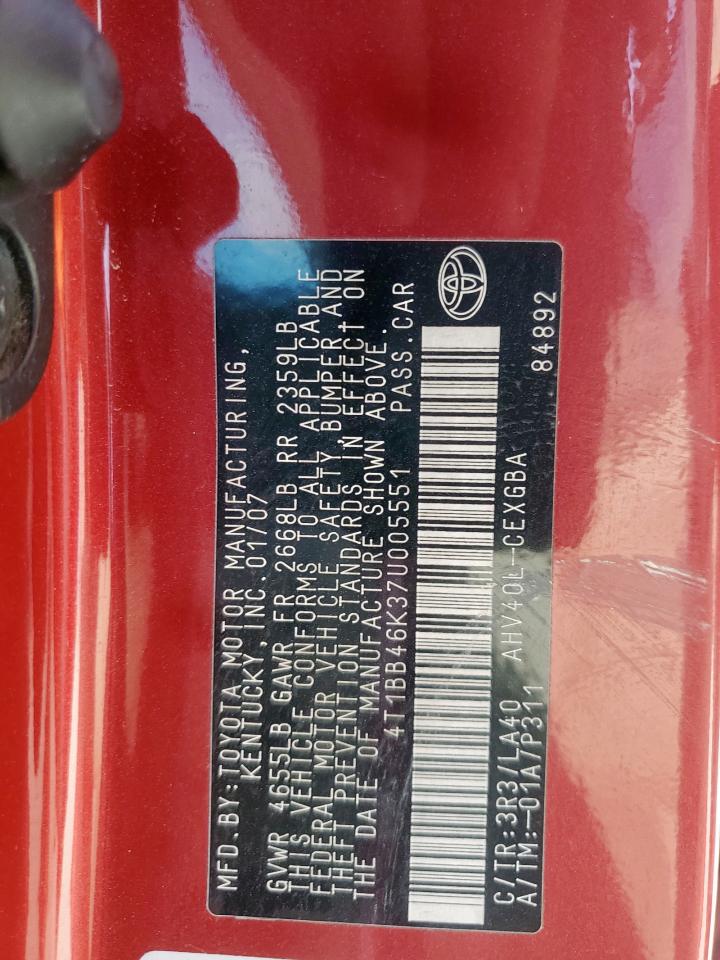 MFD.BY:TOYOTA MOTOR MANUFACTURING,
KENTUCKY, INC. 01/07
GVWR 4655LB GAWR FR 2668LB RR 2359LB
THIS VEHICLE CONFORMS TO ALL APPLICABLE
FEDERAL MOTOR VEHICLE SAFETY, BUMPER, AND
THEFT PREVENTION STANDARDS IN EFFECT ON
THE DATE OF MANUFACTURE SHOWN ABOVE.
4T1BB46K37U005551 PASS.CAR
C/TR:3R3/LA40 AHV40L-CEXGBA 84892
A/TM:-01A/P311